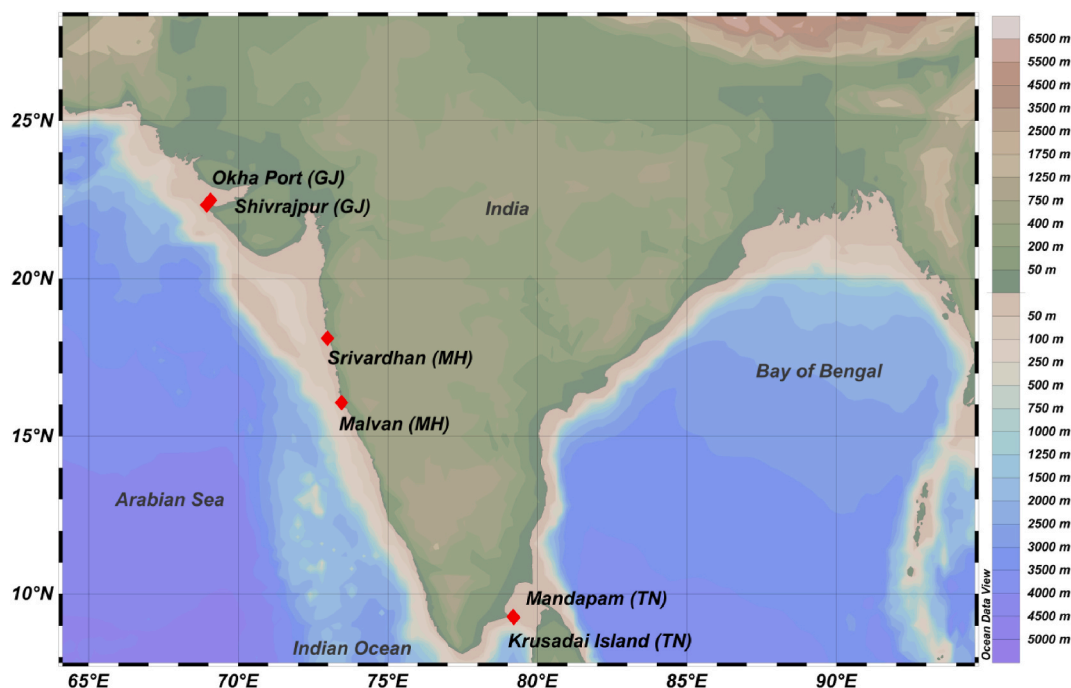 25°N
20°N
15°N
10°N
65°E
70°E
75°E
80°E
85°E
90°E
Okha Port (GJ)
Shivrajpur (GJ)
India
Srivardhan (MH)
Malvan (MH)
Bay of Bengal
Arabian Sea
Mandapam (TN)
Krusadai Island (TN)
Indian Ocean
6500 m
5500 m
4500 m
3500 m
2500 m
1750 m
750 m
400 m
200 m
50 m
50 m
100 m
250 m
500 m
750 m
1000 m
1250 m
1500 m
2000 m
2500 m
3000 m
3500 m
4000 m
4500 m
5000 m
Ocean Data View